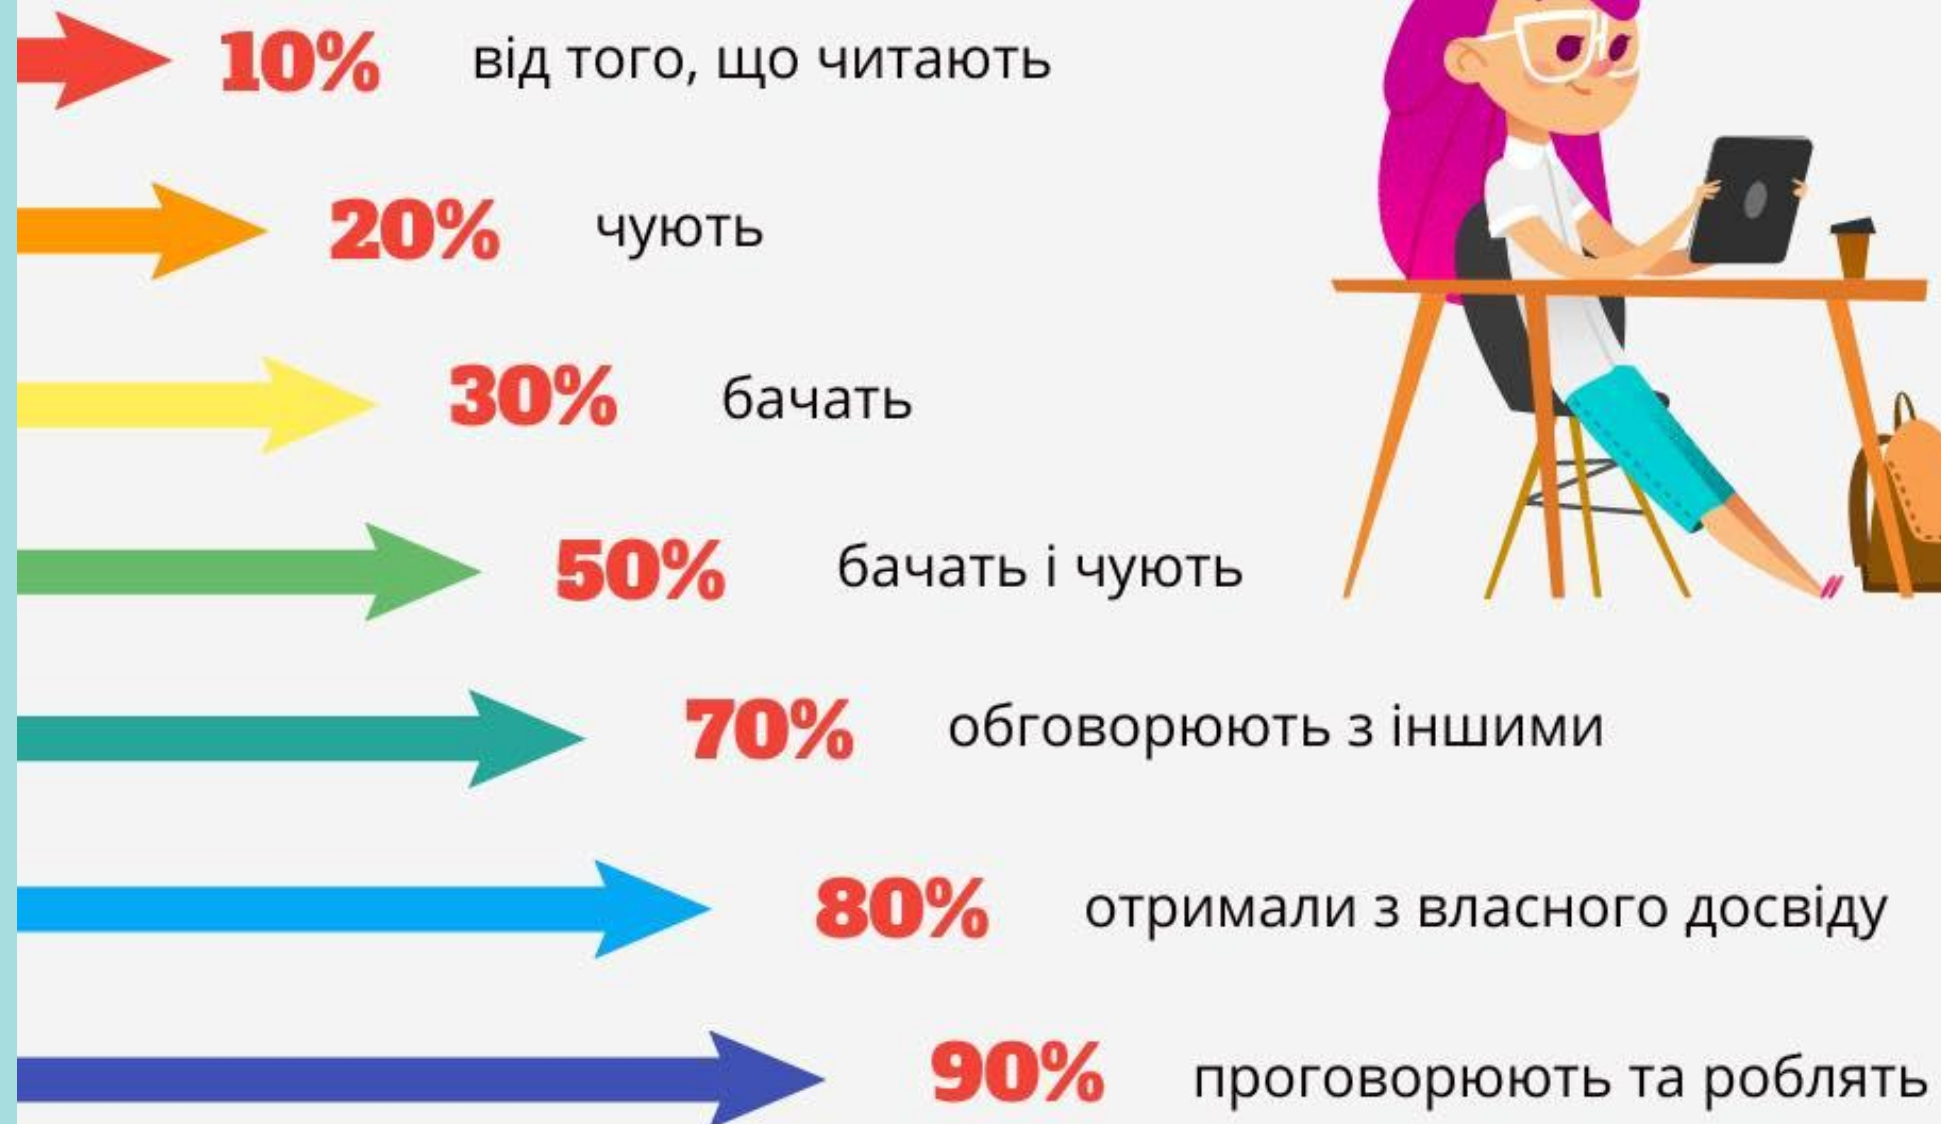 10% від того, що читають
20% чують
30% бачать
50% бачать і чують
70% обговорюють з іншими
80% отримали з власного досвіду
90% проговорюють та роблять